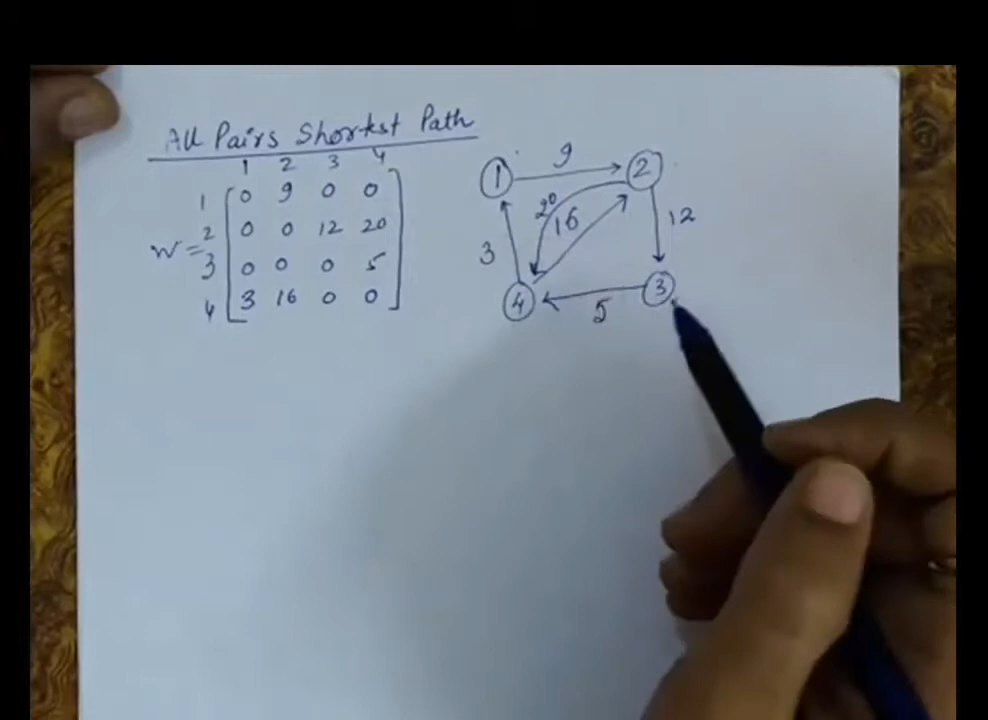 All Pairs Shortest Path
1 2 3 4
1 0 9 0 0
W = 2 0 0 12 20
3 0 0 0 5
4 3 16 0 0
1 9 2
20 16 12
3
4 5 3